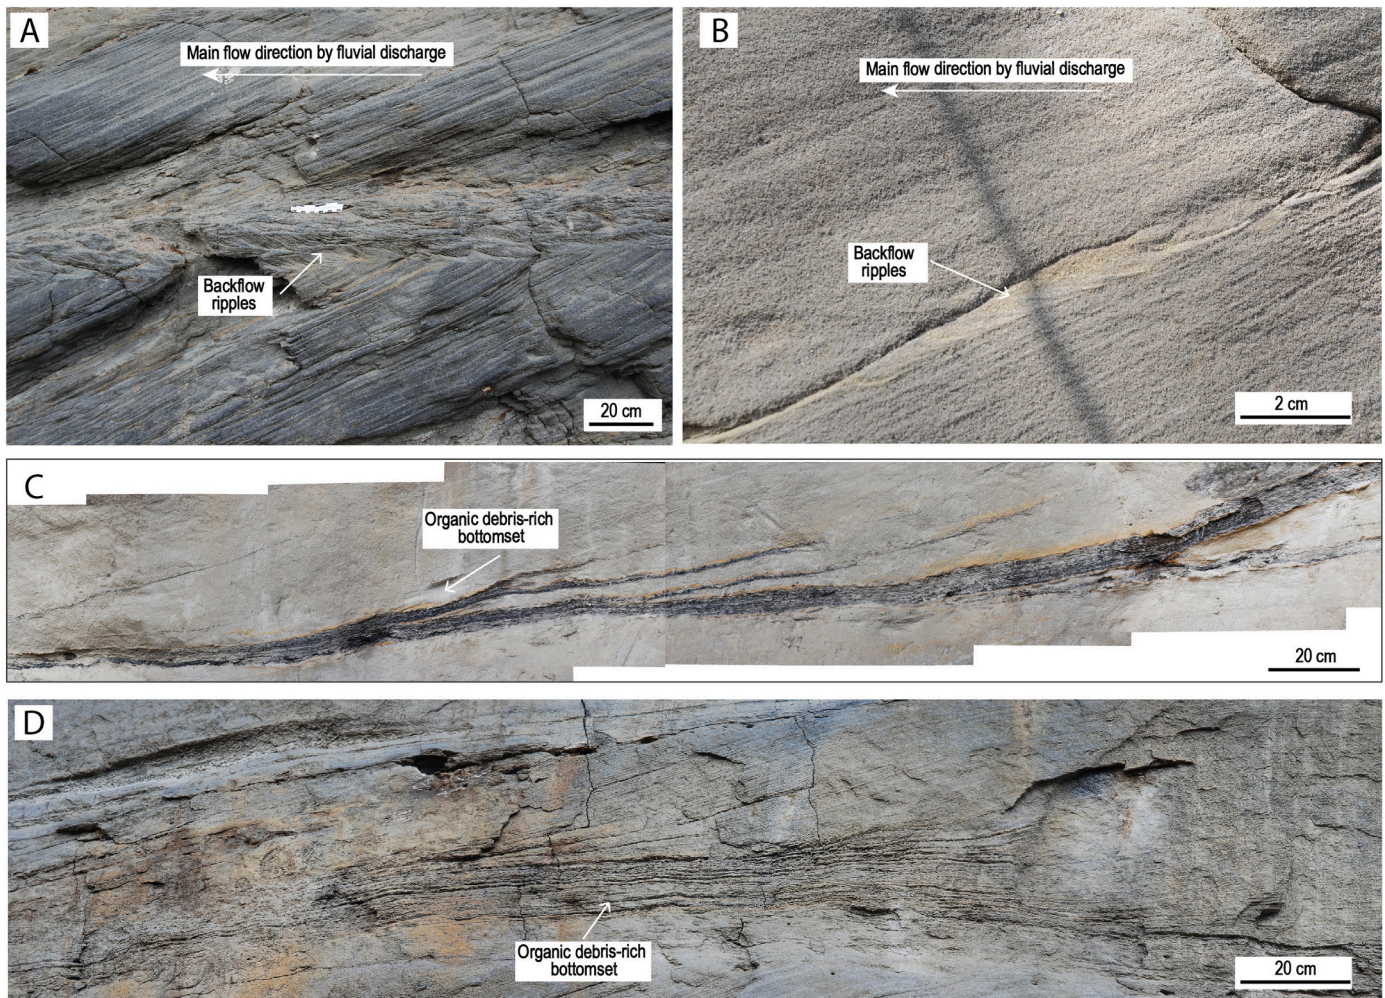 A
Main flow direction by fluvial discharge
Backflow
ripples
20 cm
B
Main flow direction by fluvial discharge
Backflow
ripples
2 cm
C
Organic debris-rich
bottomset
20 cm
D
Organic debris-rich
bottomset
20 cm